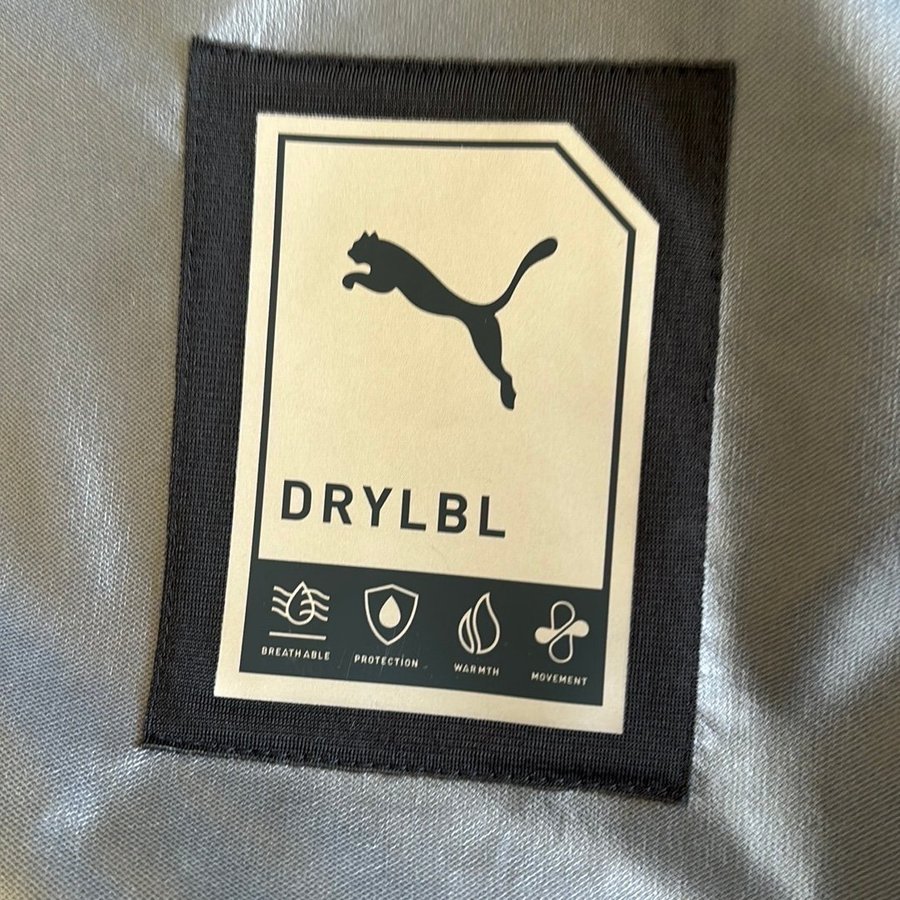 DRYLBL
BREATHABLE
PROTECTION
WARMTH
MOVEMENT